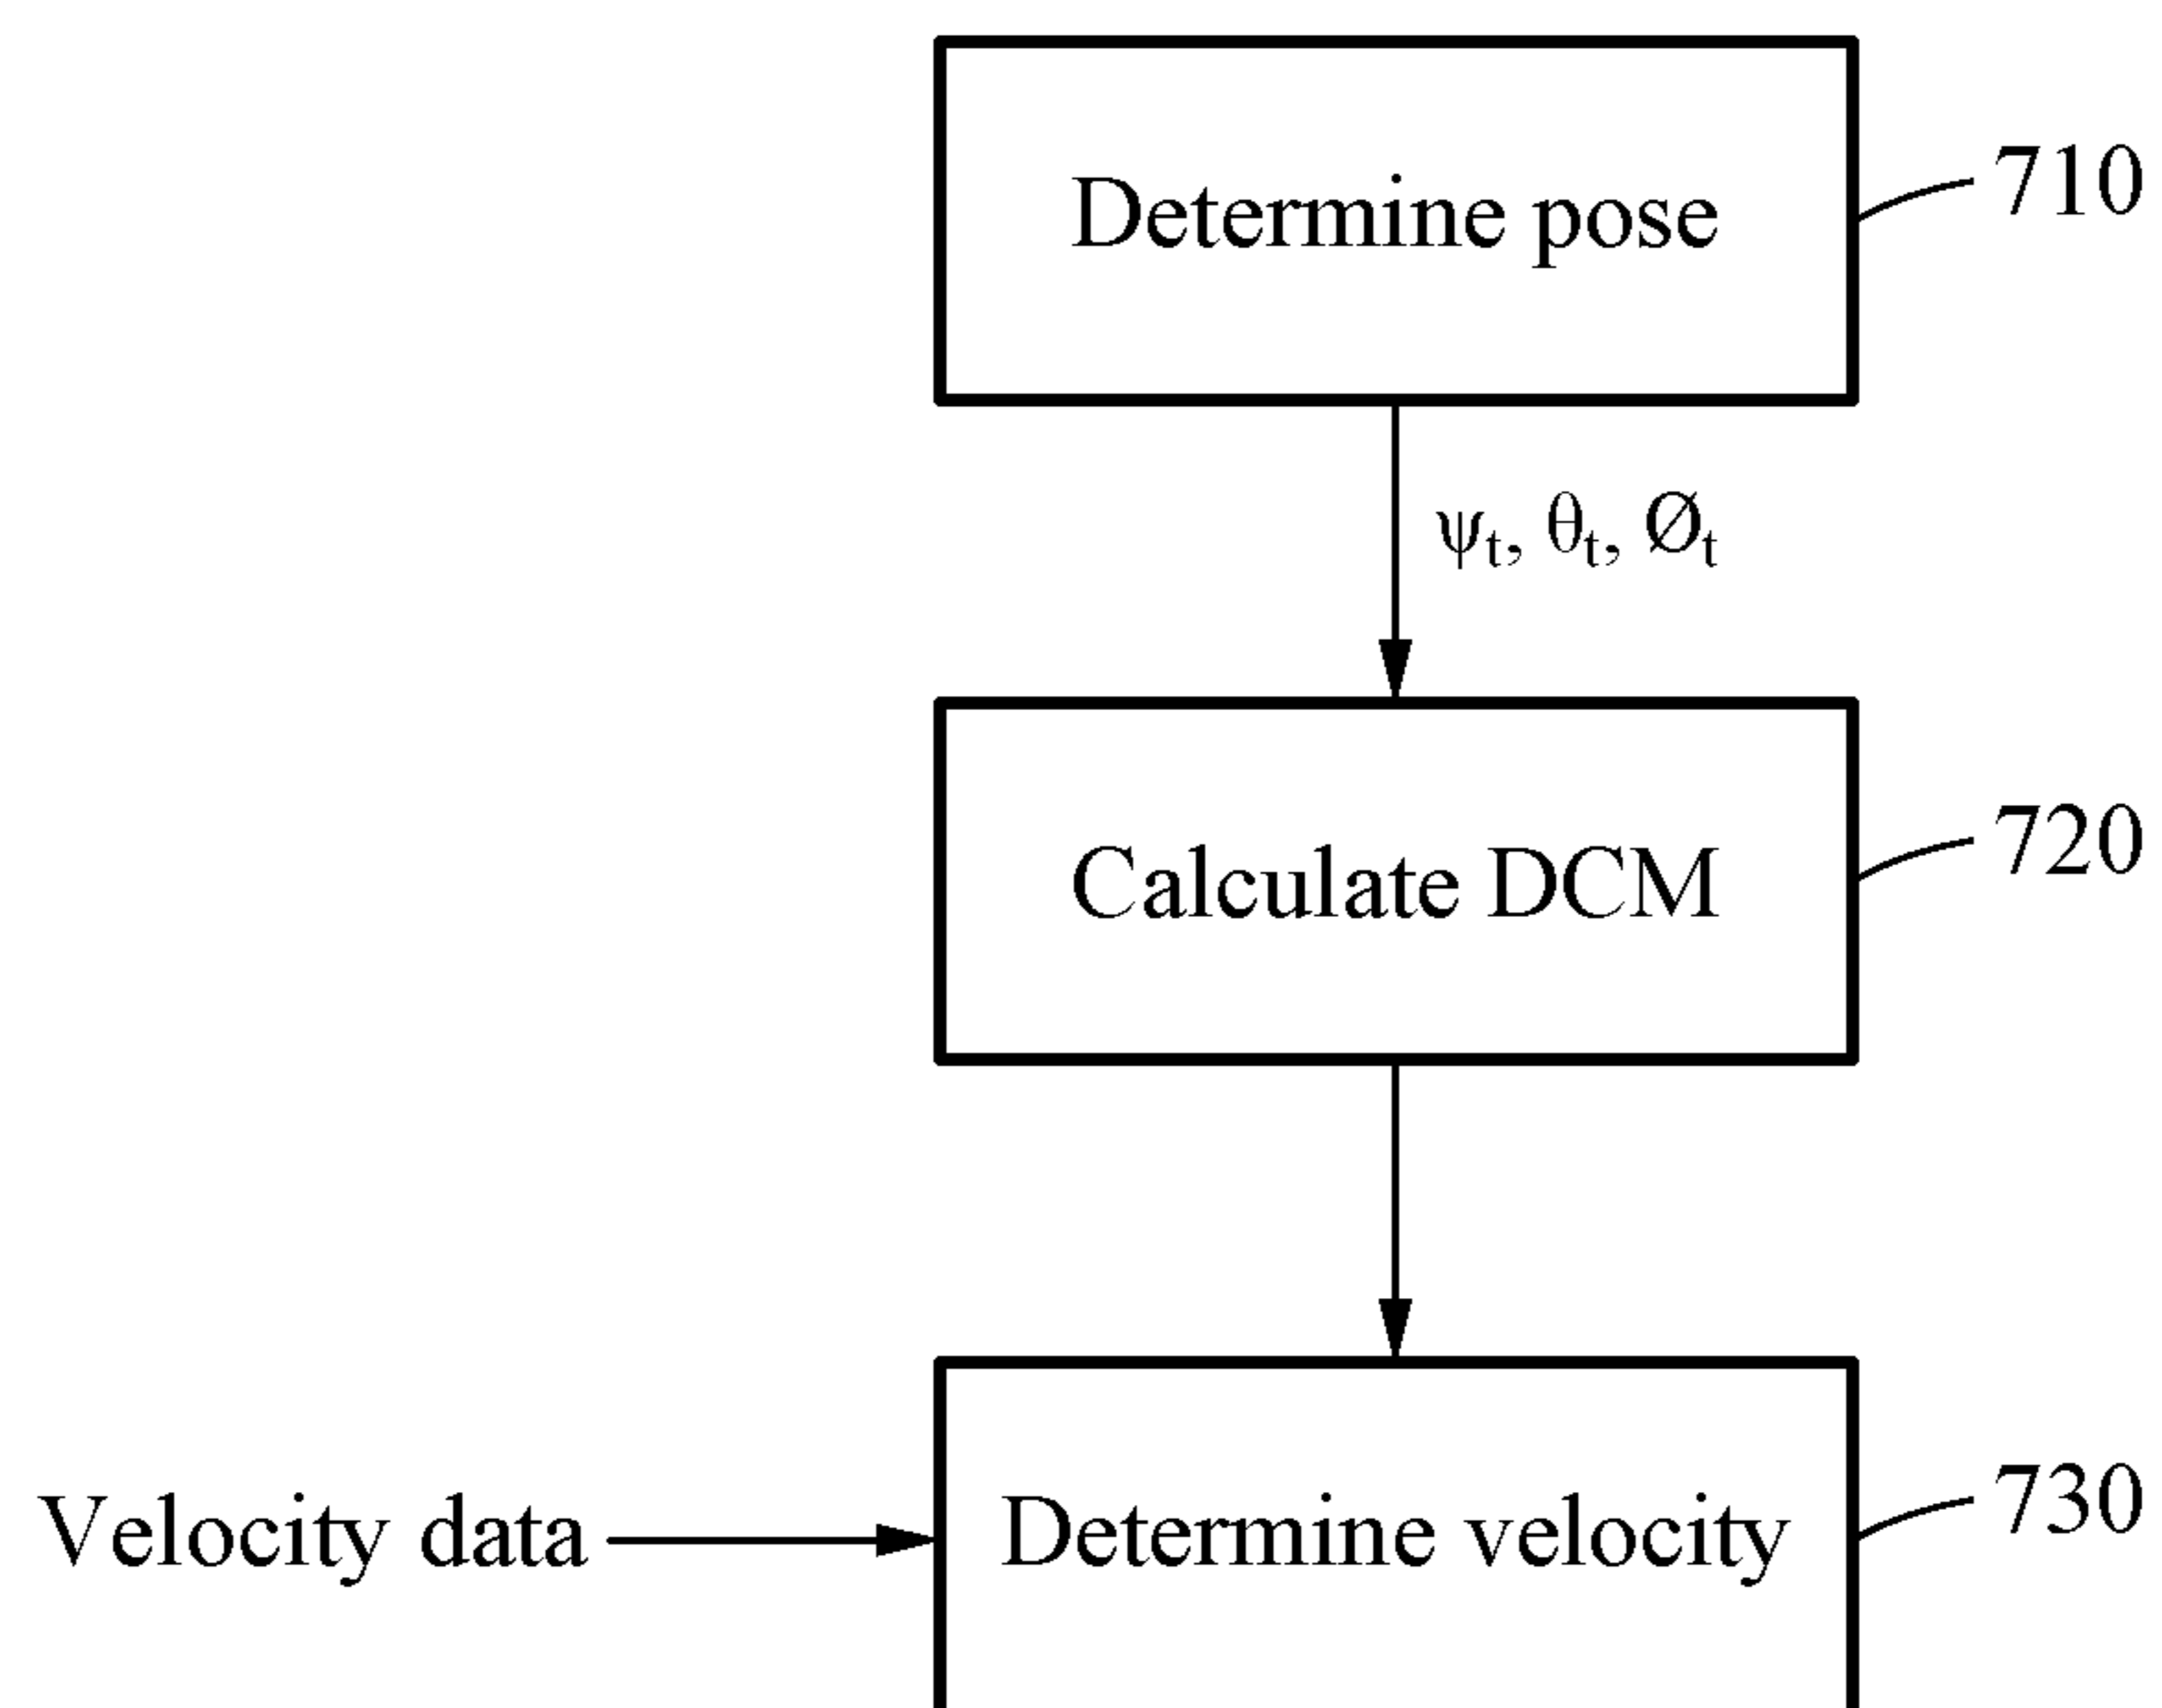 Determine pose
710
ψt, θt, Øt
Calculate DCM
720
Velocity data
Determine velocity
730